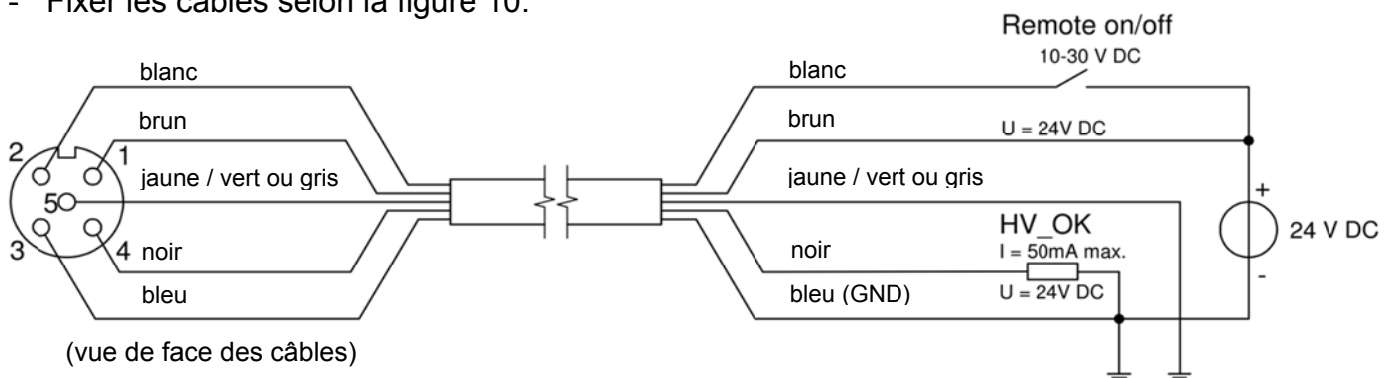 - Fixer les câbles selon la figure 10.
Remote on/off
10-30 V DC
blanc
blanc
brun
brun
U = 24V DC
2
1
jaune / vert ou gris
jaune / vert ou gris
5
+
24 V DC
-
HV_OK
I = 50mA max.
U = 24V DC
3
4
noir
noir
bleu
bleu (GND)
(vue de face des câbles)